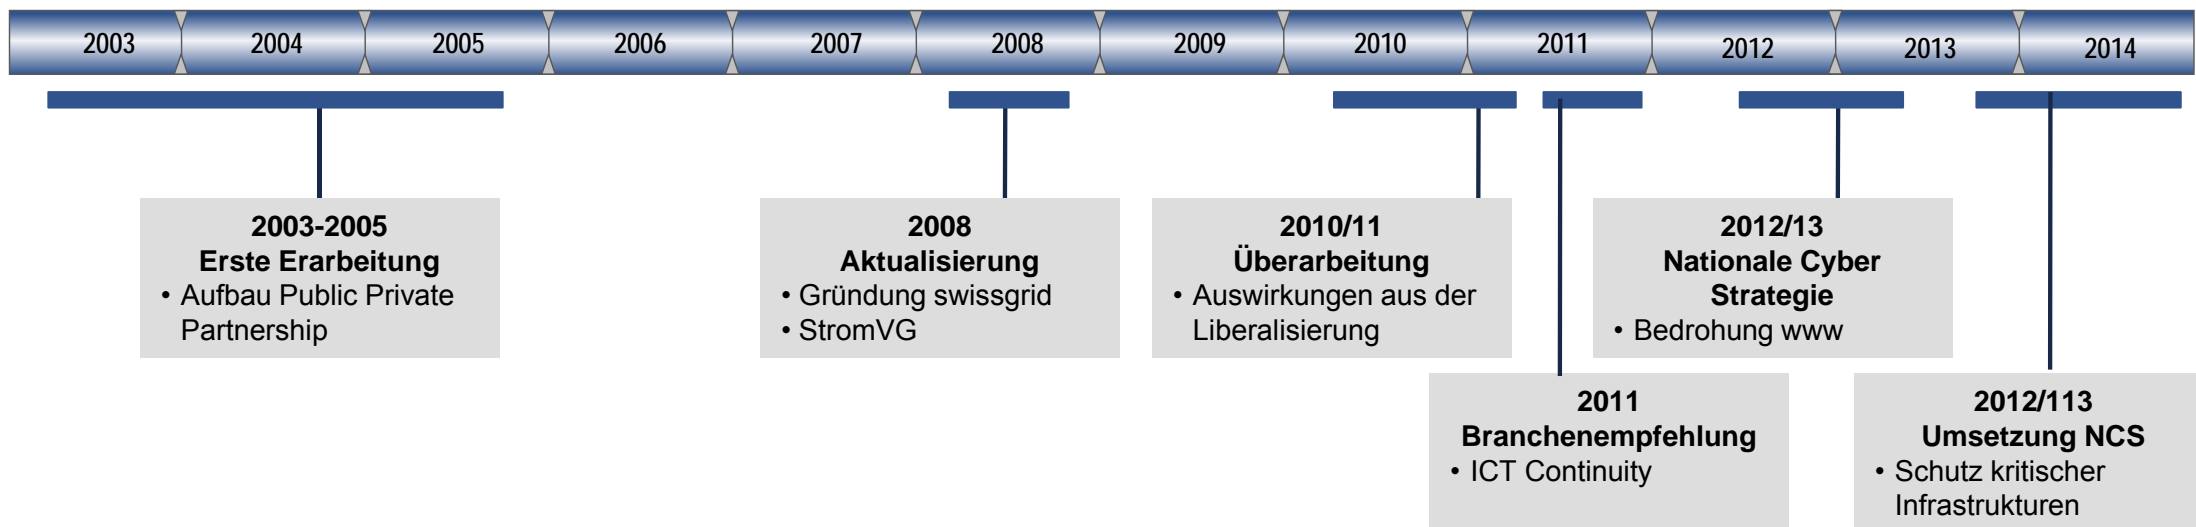 2003 2004 2005 2006 2007 2008 2009 2010 2011 2012 2013 2014
2003-2005
Erste Erarbeitung
• Aufbau Public Private
Partnership
2008
Aktualisierung
• Gründung swissgrid
• StromVG
2010/11
Überarbeitung
• Auswirkungen aus der
Liberalisierung
2011
Branchenempfehlung
• ICT Continuity
2012/13
Nationale Cyber
Strategie
• Bedrohung www
2012/113
Umsetzung NCS
• Schutz kritischer
Infrastrukturen